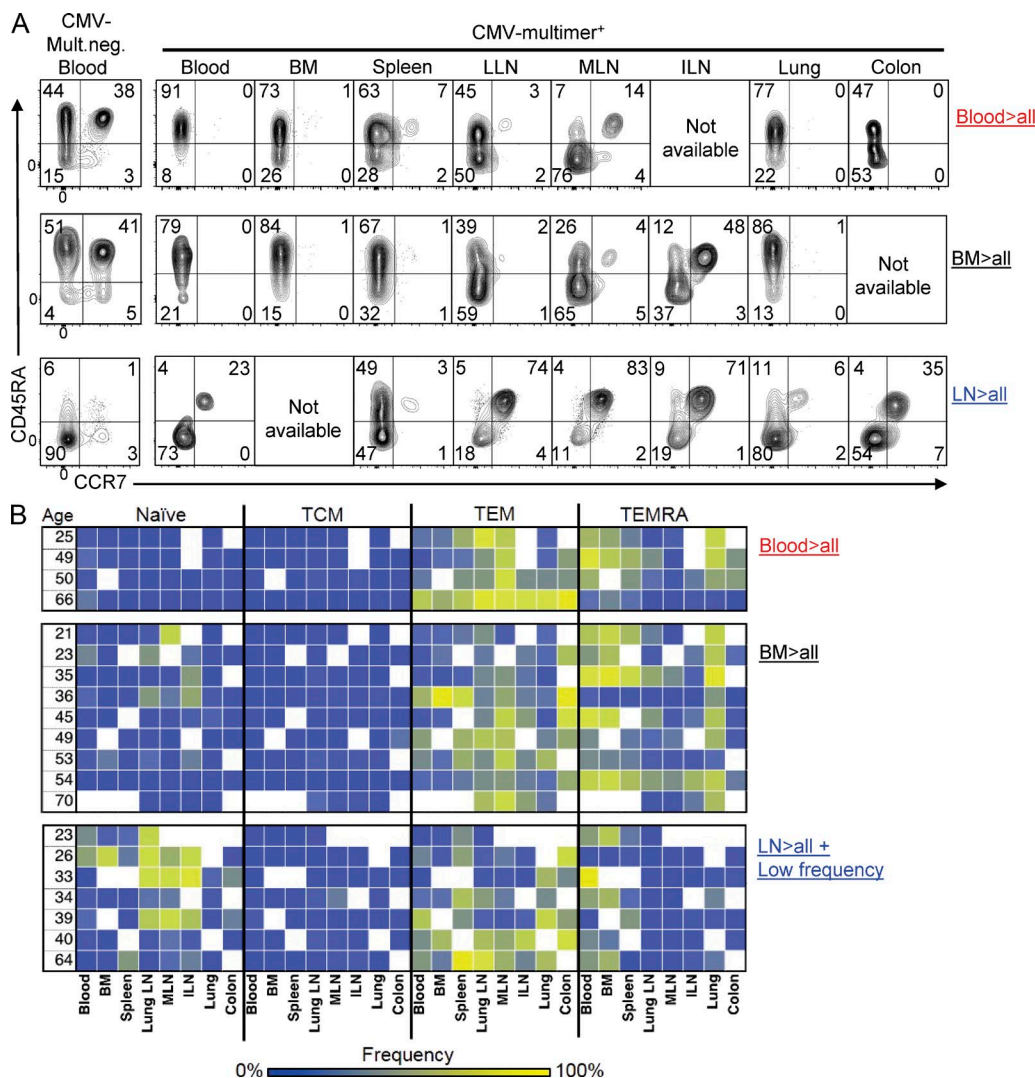 A
CMV-
Mult.neg.
CMV-multimer+
Blood Blood BM Spleen LLN MLN ILN Lung Colon
44 38 91 0 73 1 63 7 45 3 7 14 77 0 47 0
Not
available
Blood>all
0
15 3 8 0 26 0 28 2 50 2 76 4 22 0 53 0
0 0
51 41 79 0 84 1 67 1 39 2 26 4 12 48 86 1
Not
available
BM>all
0
4 5 21 0 15 0 32 1 59 1 65 5 37 3 13 0
0 0
6 1 4 23 49 3 5 74 4 83 9 71 11 6 4 35
Not
available
LN>all
0
90 3 73 0 47 1 18 4 11 2 19 1 80 2 54 7
0 0
CD45RA
CCR7
B
Age Naïve TCM TEM TEMRA
25
49
50
66
Blood>all
21
23
35
36
45
49
53
54
70
BM>all
23
26
33
34
39
40
64
LN>all +
Low frequency
Blood BM Spleen Lung LN MLN ILN Lung Colon Blood BM Spleen Lung LN MLN ILN Lung Colon Blood BM Spleen Lung LN MLN ILN Lung Colon Blood BM Spleen Lung LN MLN ILN Lung Colon
Frequency
0% 100%